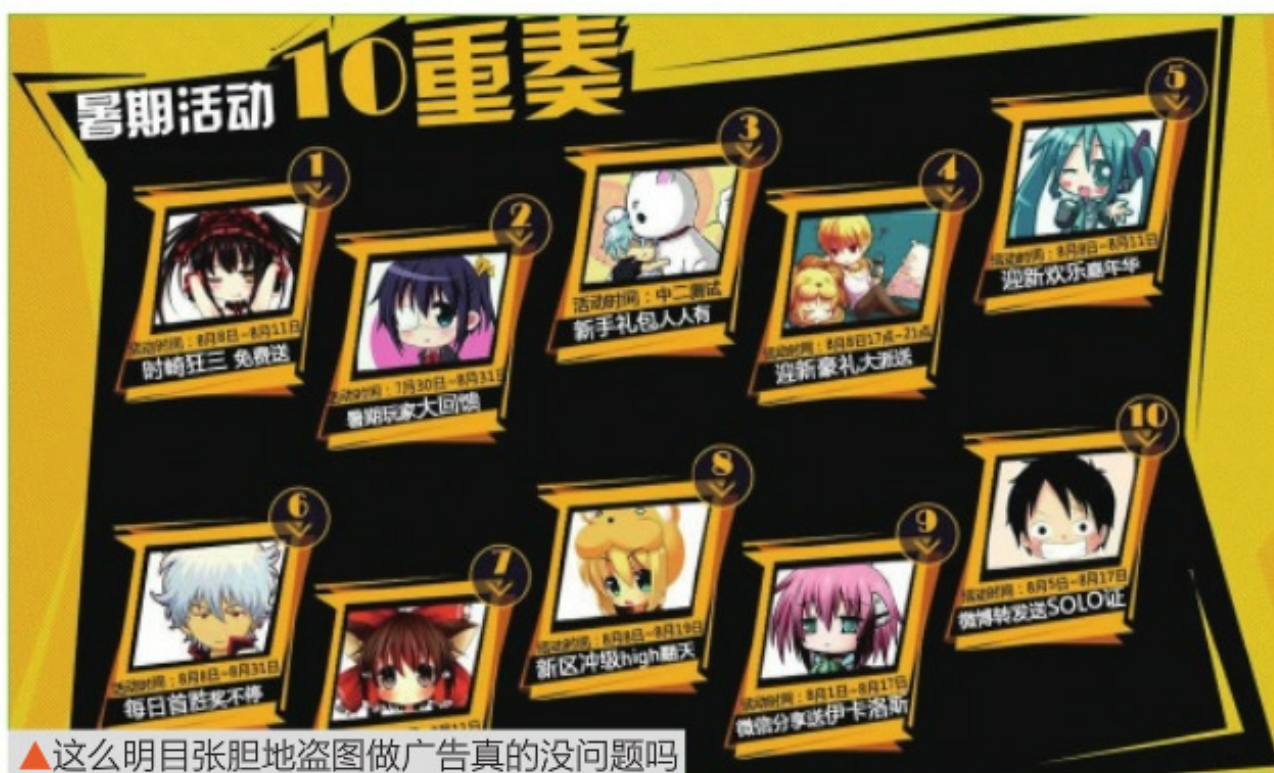 暑期活动 10重奏
1
活动时间：8月8日-8月11日
时崎狂三 免费送
2
活动时间：7月30日-8月31日
暑期玩家大回馈
3
活动时间：中二测试
新手礼包人人有
4
活动时间：8月8日17点-21点
迎新豪礼大派送
5
活动时间：8月8日-8月11日
迎新欢乐嘉年华
6
活动时间：8月8日-8月31日
每日首胜奖不停
7
8
活动时间：8月8日-8月19日
新区冲级high翻天
9
活动时间：8月1日-8月17日
微信分享送伊卡洛斯
10
活动时间：8月5日-8月17日
微博转发送SOLO证
▲这么明目张胆地盗图做广告真的没问题吗